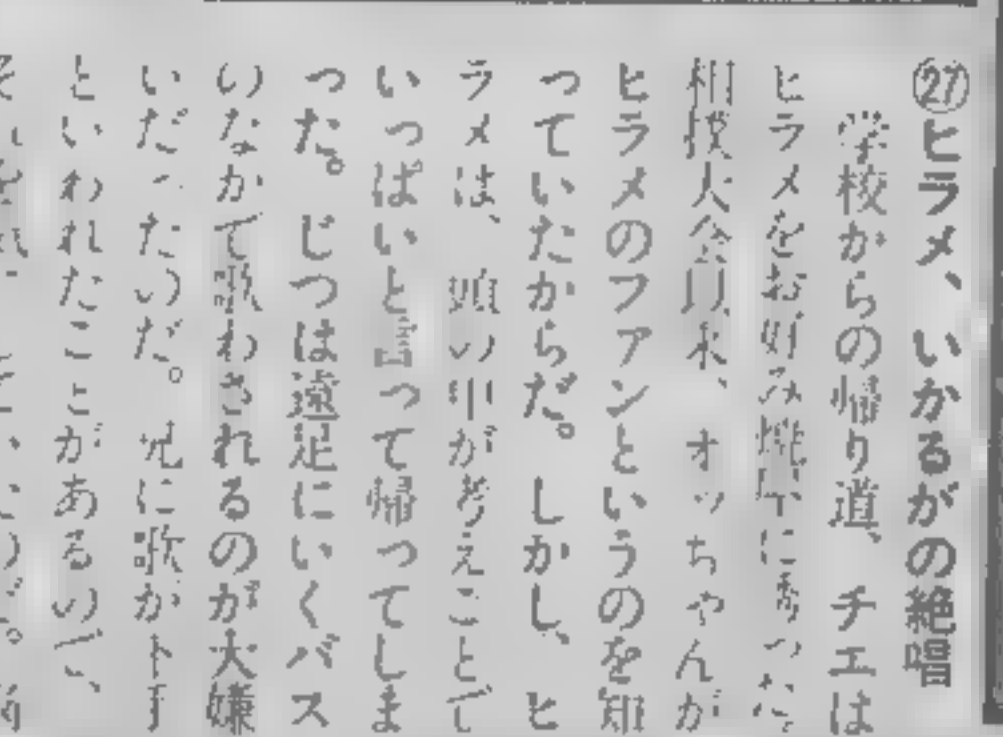 ㉗ヒラメ、いかるがの絶唱
学校からの帰り道、チエは
ヒラメをお好み焼屋に誘った。
相撲大会以来、オッちゃんが
ヒラメのファンというのを知
っていたからだ。しかし、ヒ
ラメは、頭の中が考えごとで
いっぱいと言って帰ってしま
った。じつは遠足にいくバス
のなかで歌わされるのが大嫌
いだったのだ。兄に歌が下手
といわれたことがあるので、